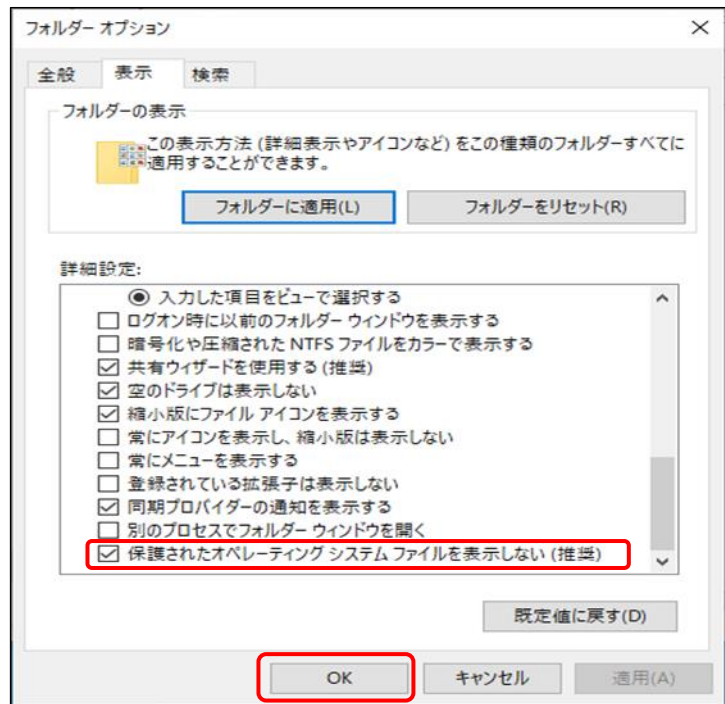 フォルダー オプション
全般 表示 検索
フォルダーの表示
この表示方法 (詳細表示やアイコンなど) をこの種類のフォルダーすべてに
適用することができます。
フォルダーに適用(L) フォルダーをリセット(R)
詳細設定:
入力した項目をビューで選択する
ログオン時に以前のフォルダー ウィンドウを表示する
暗号化や圧縮された NTFS ファイルをカラーで表示する
共有ウィザードを使用する (推奨)
空のドライブは表示しない
縮小版にファイル アイコンを表示する
常にアイコンを表示し、縮小版は表示しない
常にメニューを表示する
登録されている拡張子は表示しない
同期プロバイダーの通知を表示する
別のプロセスでフォルダー ウィンドウを開く
保護されたオペレーティング システム ファイルを表示しない (推奨)
既定値に戻す(D)
OK キャンセル 適用(A)